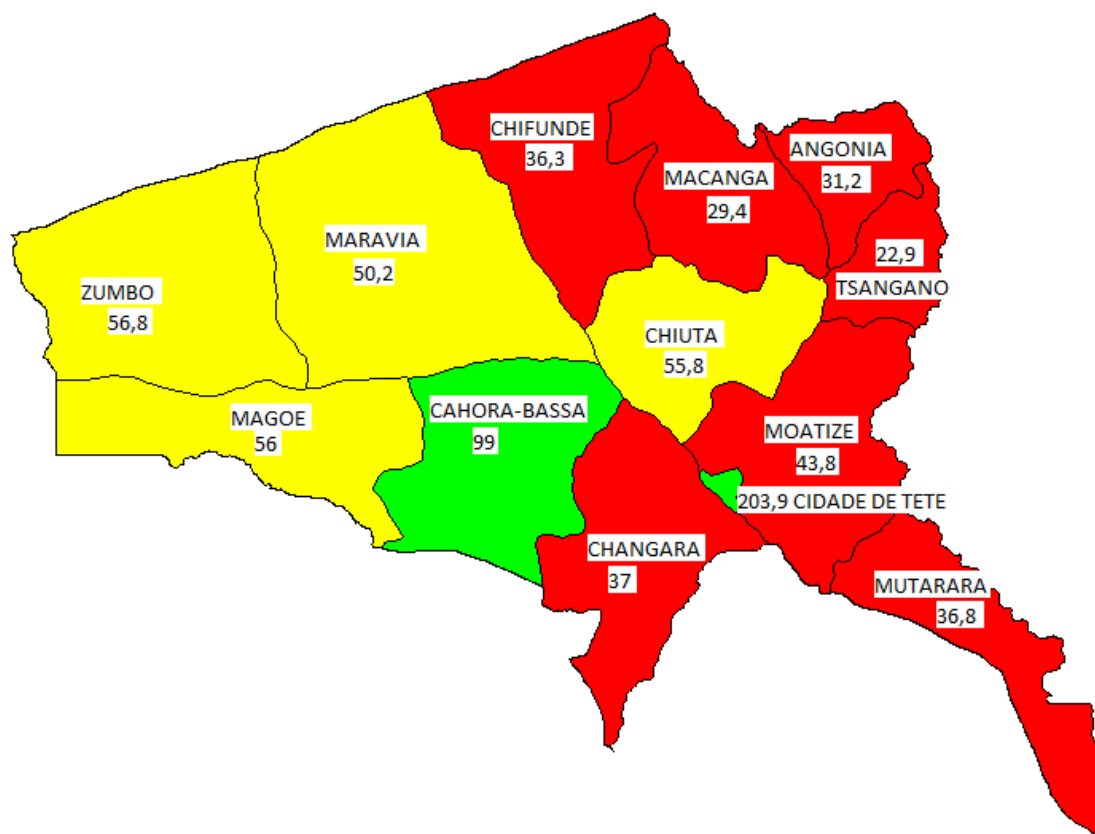 CHIFUNDE
36,3
ANGONIA
31,2
MACANGA
29,4
MARAVIA
50,2
22,9
TSANGANO
ZUMBO
56,8
CHIUTA
55,8
MAGOE
56
CAHORA-BASSA
99
MOATIZE
43,8
203,9 CIDADE DE TETE
CHANGARA
37
MUTARARA
36,8